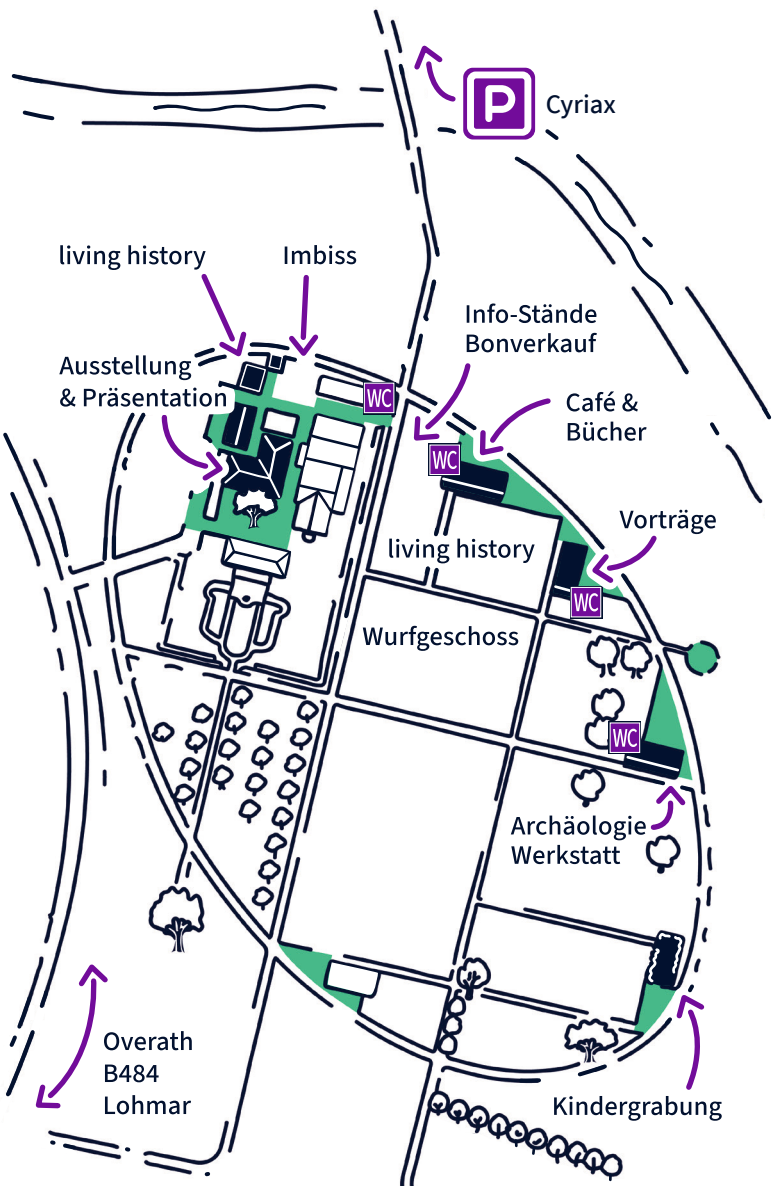 P
Cyriax
living history
Imbiss
Info-Stände
Bonverkauf
Ausstellung
& Präsentation
WC
Café &
Bücher
WC
Vorträge
living history
WC
Wurfgeschoss
WC
Archäologie
Werkstatt
Overath
B484
Lohmar
Kindergrabung